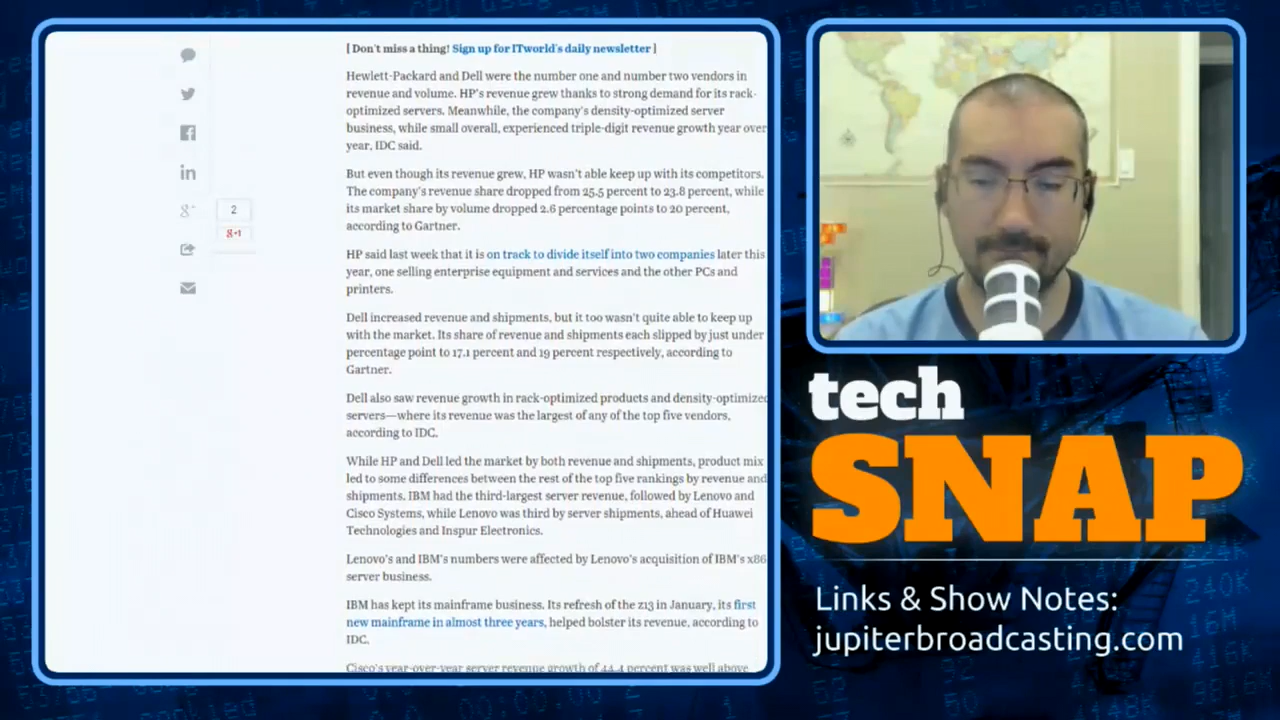 [ Don't miss a thing! Sign up for ITworld's daily newsletter ]
Hewlett-Packard and Dell were the number one and number two vendors in
revenue and volume. HP's revenue grew thanks to strong demand for its rack-
optimized servers. Meanwhile, the company's density-optimized server
business, while small overall, experienced triple-digit revenue growth year over
year, IDC said.
But even though its revenue grew, HP wasn't able keep up with its competitors.
The company's revenue share dropped from 25.5 percent to 23.8 percent, while
its market share by volume dropped 2.6 percentage points to 20 percent,
according to Gartner.
HP said last week that it is on track to divide itself into two companies later this
year, one selling enterprise equipment and services and the other PCs and
printers.
Dell increased revenue and shipments, but it too wasn't quite able to keep up
with the market. Its share of revenue and shipments each slipped by just under
percentage point to 17.1 percent and 19 percent respectively, according to
Gartner.
Dell also saw revenue growth in rack-optimized products and density-optimized
servers—where its revenue was the largest of any of the top five vendors,
according to IDC.
While HP and Dell led the market by both revenue and shipments, product mix
led to some differences between the rest of the top five rankings by revenue and
shipments. IBM had the third-largest server revenue, followed by Lenovo and
Cisco Systems, while Lenovo was third by server shipments, ahead of Huawei
Technologies and Inspur Electronics.
Lenovo's and IBM's numbers were affected by Lenovo's acquisition of IBM's x86
server business.
IBM has kept its mainframe business. Its refresh of the z13 in January, its first
new mainframe in almost three years, helped bolster its revenue, according to
IDC.
Cisco's year-over-year server revenue growth of 44.4 percent was well above
in
g+
2
g+1
tech
SNAP
Links & Show Notes:
jupiterbroadcasting.com